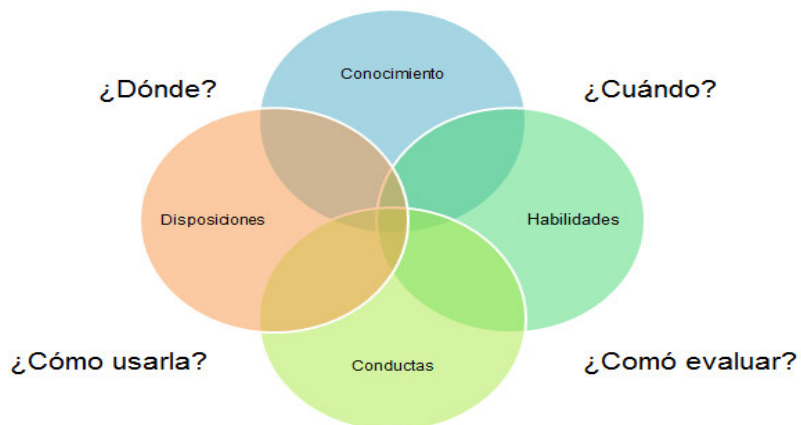 Conocimiento
¿Dónde?
¿Cuándo?
Disposiciones
Habilidades
¿Cómo usarla?
Conductas
¿Comó evaluar?